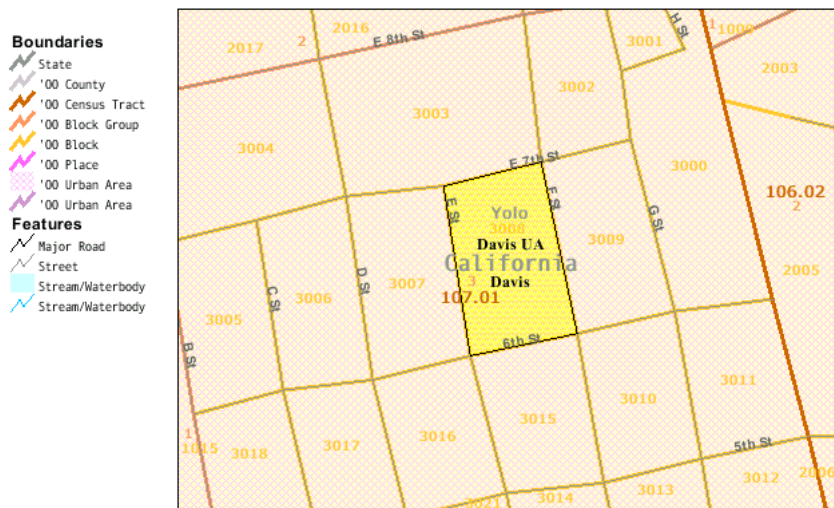 Boundaries
State
'00 County
'00 Census Tract
'00 Block Group
'00 Block
'00 Place
'00 Urban Area
'00 Urban Area
Features
Major Road
Street
Stream/Waterbody
Stream/Waterbody
2017
2
2016
E 8th St
3001
H St
1
1000
2003
3002
3003
3004
E 7th St
3000
106.02
2
E St
F St
G St
Yolo
3008
Davis UA
California
Davis
3
107.01
3009
2005
3005
C St
3006
D St
3007
6th St
B St
3011
3010
3015
3016
3017
3018
1
1015
5th St
2006
3012
3013
3014
3021